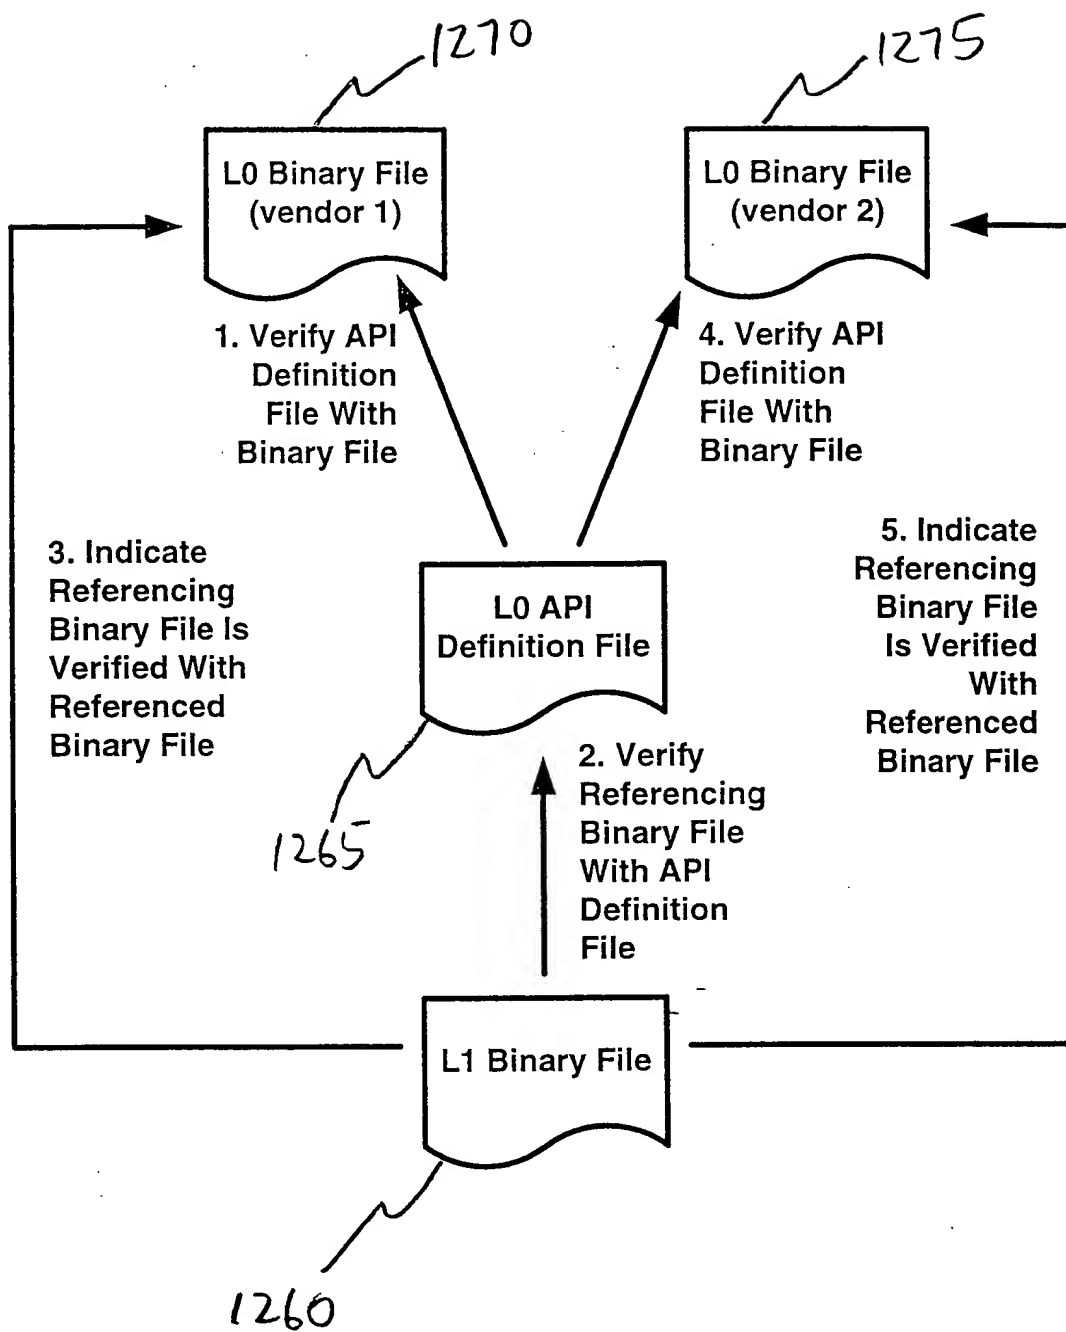 1270
1275
L0 Binary File
(vendor 1)
L0 Binary File
(vendor 2)
1. Verify API
Definition
File With
Binary File
4. Verify API
Definition
File With
Binary File
3. Indicate
Referencing
Binary File Is
Verified With
Referenced
Binary File
L0 API
Definition File
5. Indicate
Referencing
Binary File
Is Verified
With
Referenced
Binary File
1265
2. Verify
Referencing
Binary File
With API
Definition
File
L1 Binary File
1260